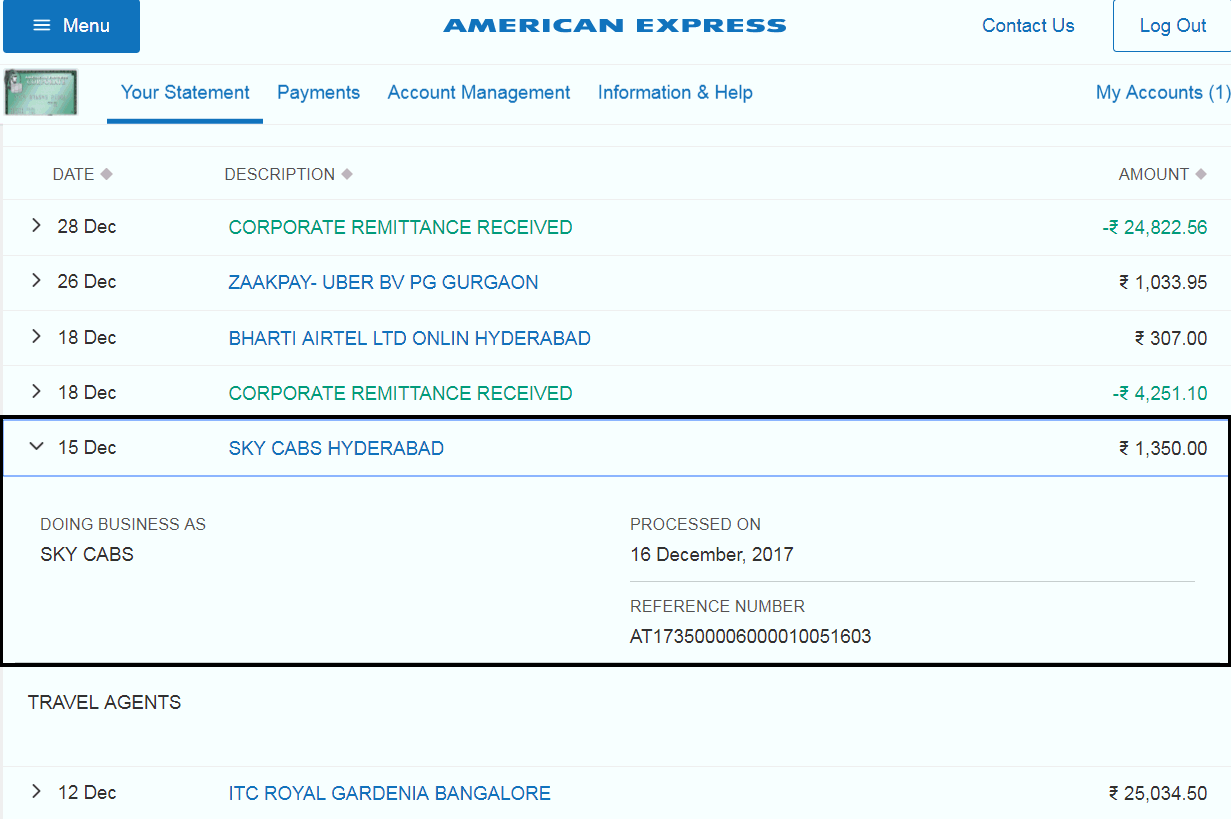 Menu
AMERICAN EXPRESS
Contact Us
Log Out
Your Statement
Payments
Account Management
Information & Help
My Accounts (1)
DATE DESCRIPTION AMOUNT
28 Dec CORPORATE REMITTANCE RECEIVED -₹ 24,822.56
26 Dec ZAAKPAY- UBER BV PG GURGAON ₹ 1,033.95
18 Dec BHARTI AIRTEL LTD ONLIN HYDERABAD ₹ 307.00
18 Dec CORPORATE REMITTANCE RECEIVED -₹ 4,251.10
15 Dec SKY CABS HYDERABAD ₹ 1,350.00
DOING BUSINESS AS
SKY CABS
PROCESSED ON
16 December, 2017
REFERENCE NUMBER
AT173500006000010051603
TRAVEL AGENTS
12 Dec ITC ROYAL GARDENIA BANGALORE ₹ 25,034.50